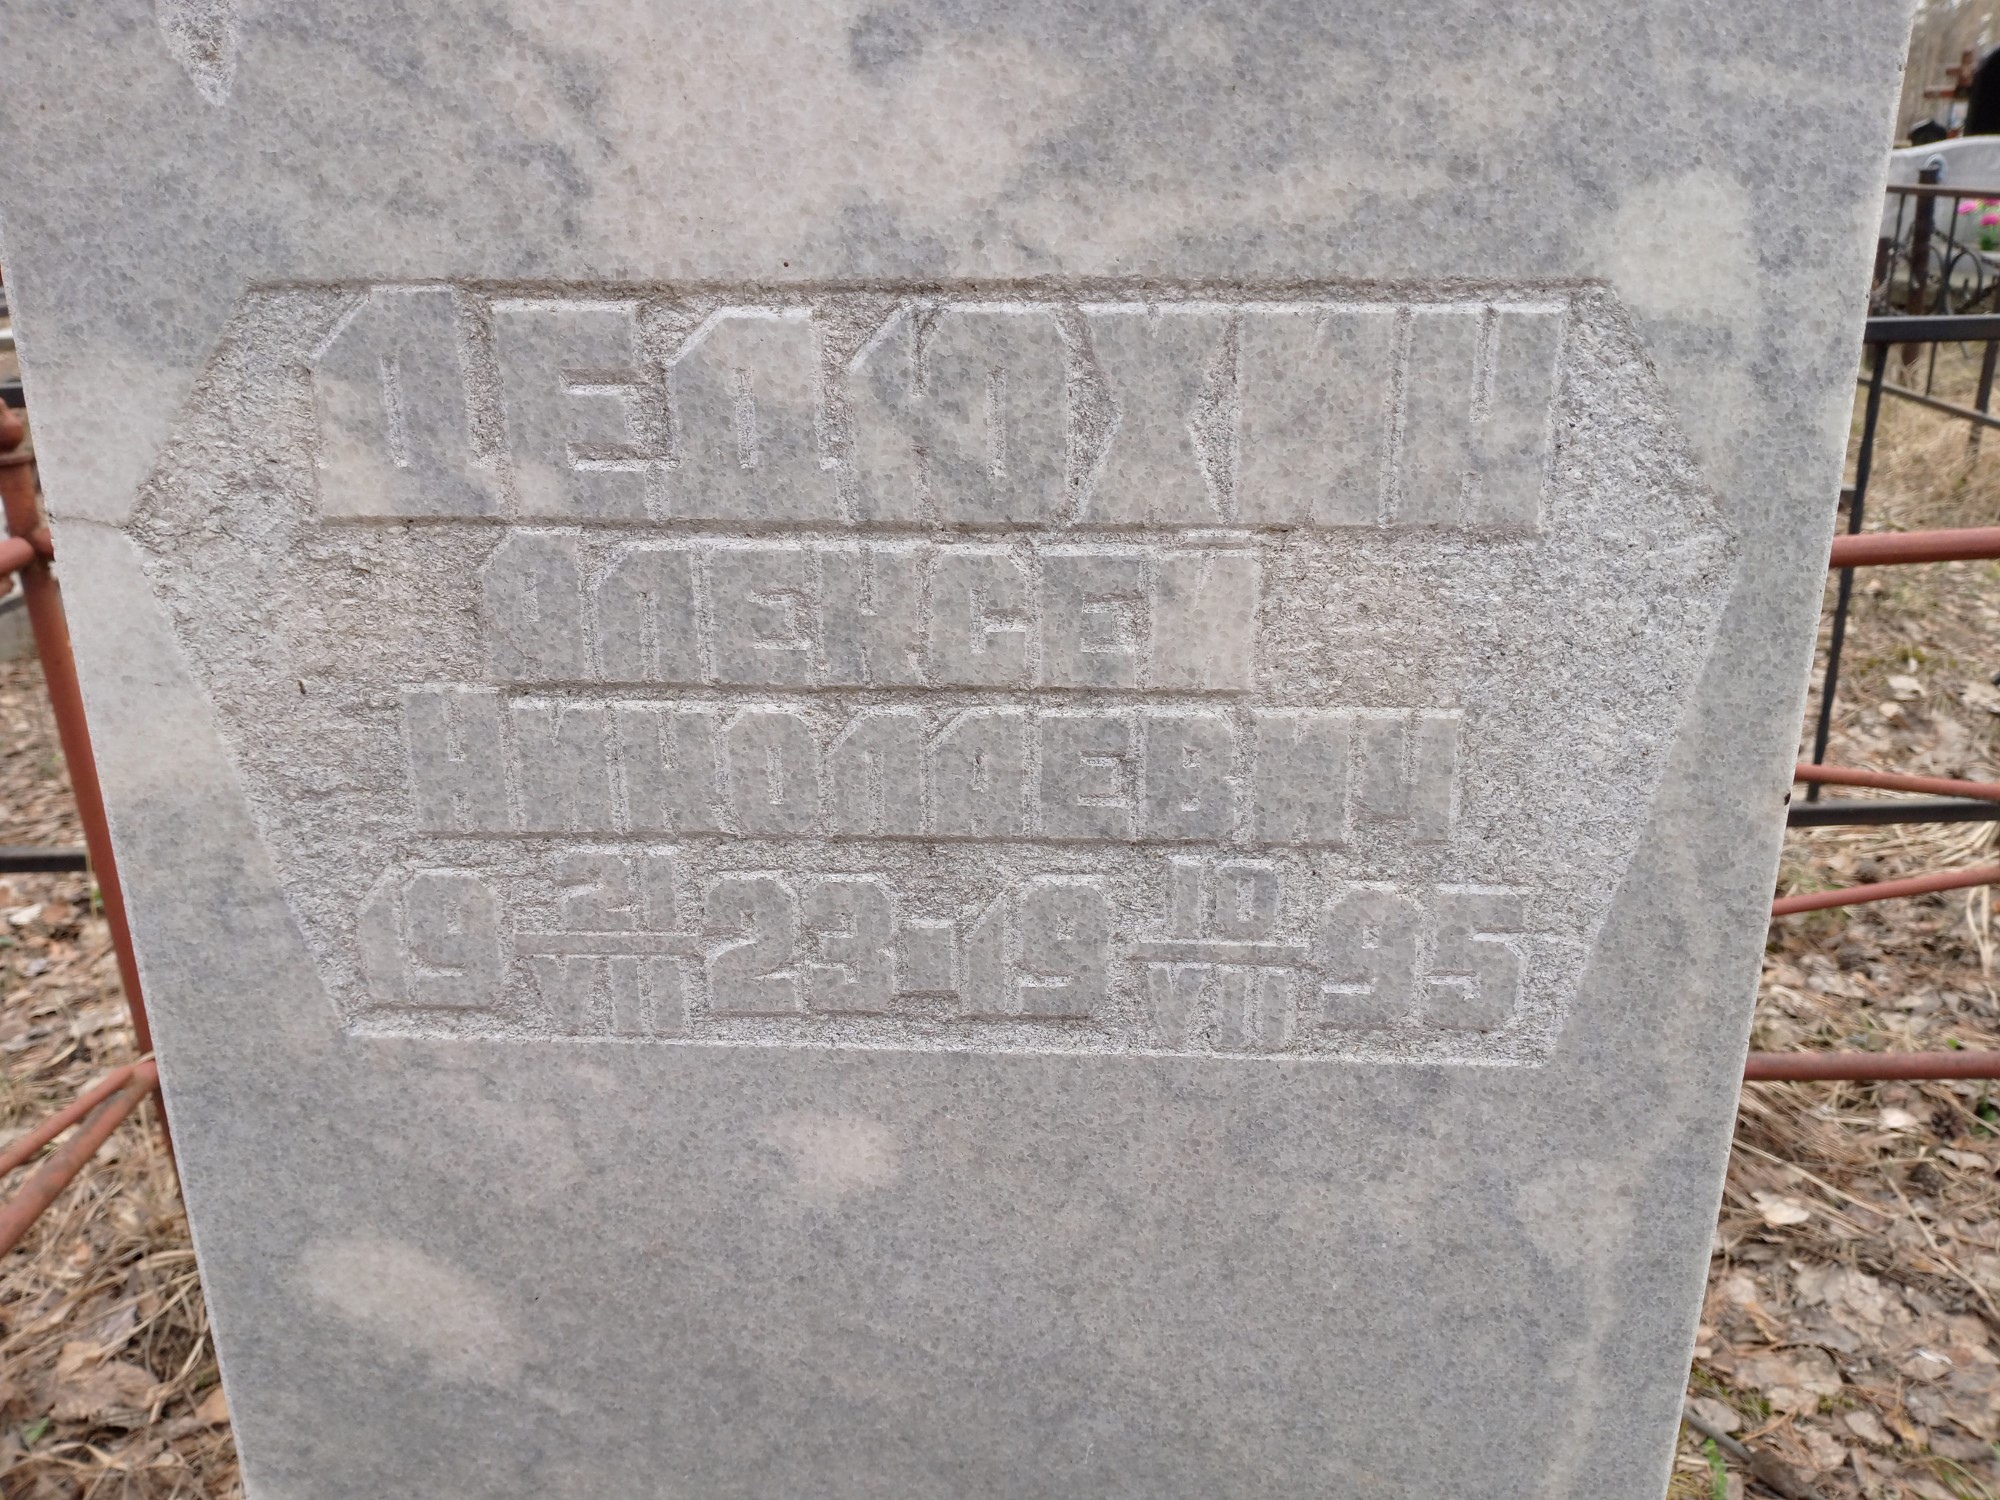 ДЕДЮХИН
АЛЕКСЕЙ
НИКОЛАЕВИЧ
19 21/VII 23-19 10/VII 95